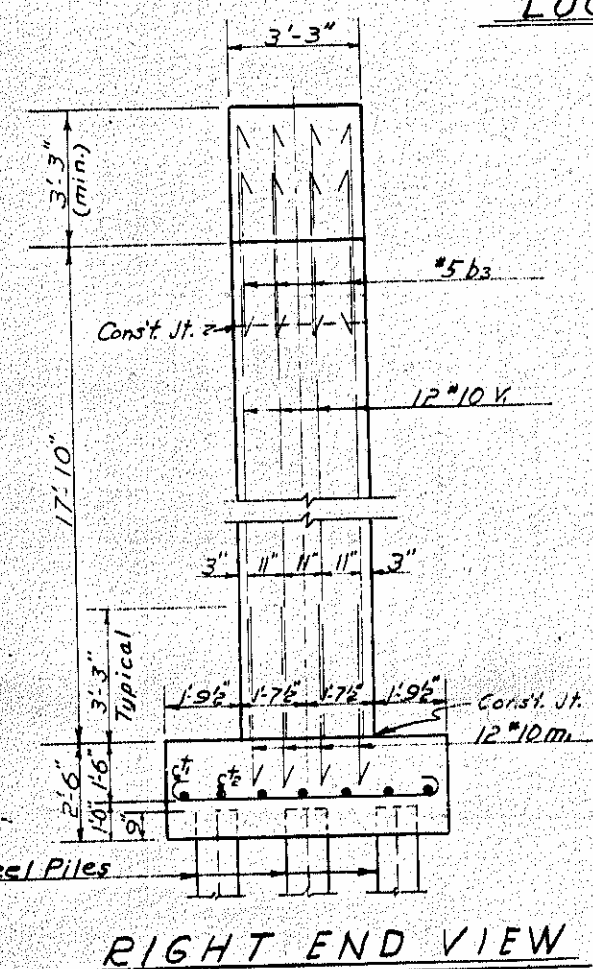 3'-3"
3'-3"
(min.)
#5 b3
Const. Jt.
12 #10 V1
17'-10"
3" 11" 11" 11" 3"
3'-3"
Typical
1'-9½" 1'-7½" 1'-7½" 1'-9½"
Const. Jt.
12 #10 m1
2'-6"
1'-6"
1'-0"
9"
t1
t2
Piles
RIGHT END VIEW